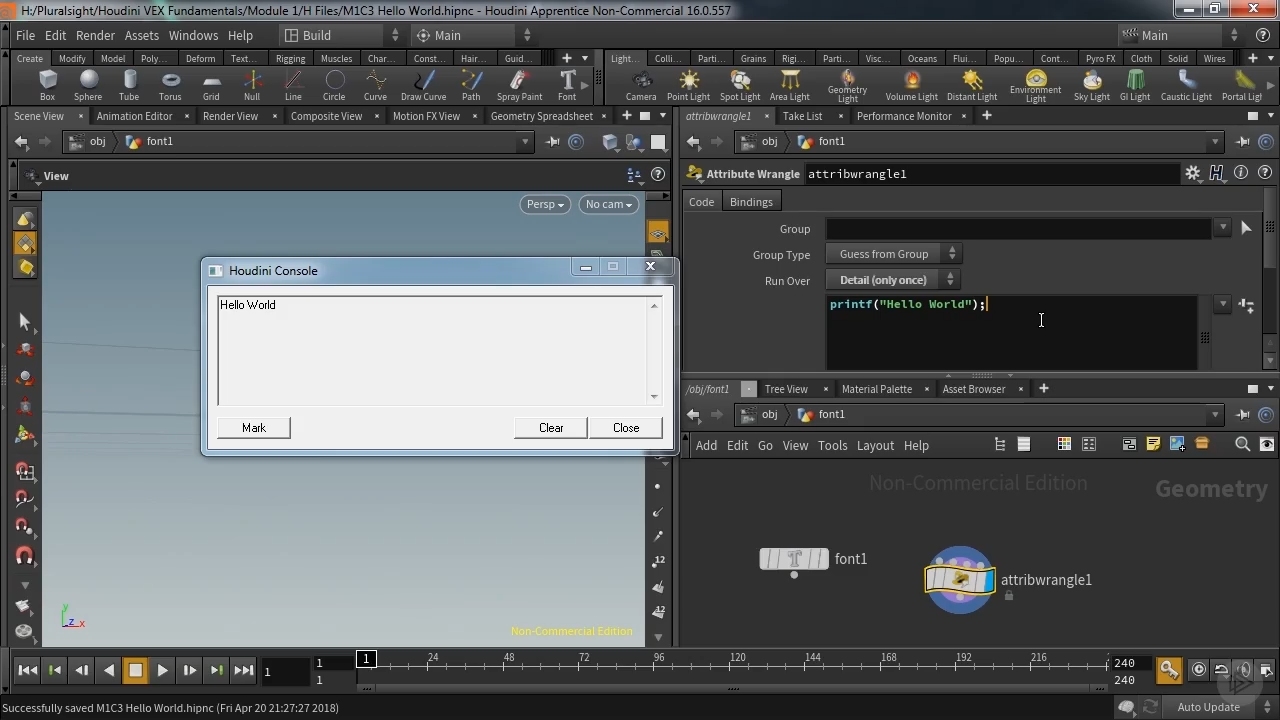 H:/Pluralsight/Houdini VEX Fundamentals/Module 1/H Files/M1C3 Hello World.hipnc - Houdini Apprentice Non-Commercial 16.0.557
File Edit Render Assets Windows Help Build Main Main
Create Modify Model Poly... Deform Text... Rigging Muscles Char... Const... Hair... Guid... Light... Colli... Parti... Grains Rigi... Parti... Visc... Oceans Flui... Popu... Cont... Pyro FX Cloth Solid Wires
Box Sphere Tube Torus Grid Null Line Circle Curve Draw Curve Path Spray Paint Font Camera Point Light Spot Light Area Light Geometry Light Volume Light Distant Light Environment Light Sky Light GI Light Caustic Light Portal Lig
Scene View Animation Editor Render View Composite View Motion FX View Geometry Spreadsheet
obj font1
View
Persp No cam
Houdini Console
Hello World
Mark Clear Close
12
12
y
z x
Non-Commercial Edition
attribwrangle1 Take List Performance Monitor
obj font1
Attribute Wrangle attribwrangle1
Code Bindings
Group
Group Type Guess from Group
Run Over Detail (only once)
printf("Hello World");
/obj/font1 Tree View Material Palette Asset Browser
obj font1
Add Edit Go View Tools Layout Help
Non-Commercial Edition Geometry
font1
attribwrangle1
1 1 1 1 24 48 72 96 120 144 168 192 216 240 240
Successfully saved M1C3 Hello World.hipnc (Fri Apr 20 21:27:27 2018) Auto Update